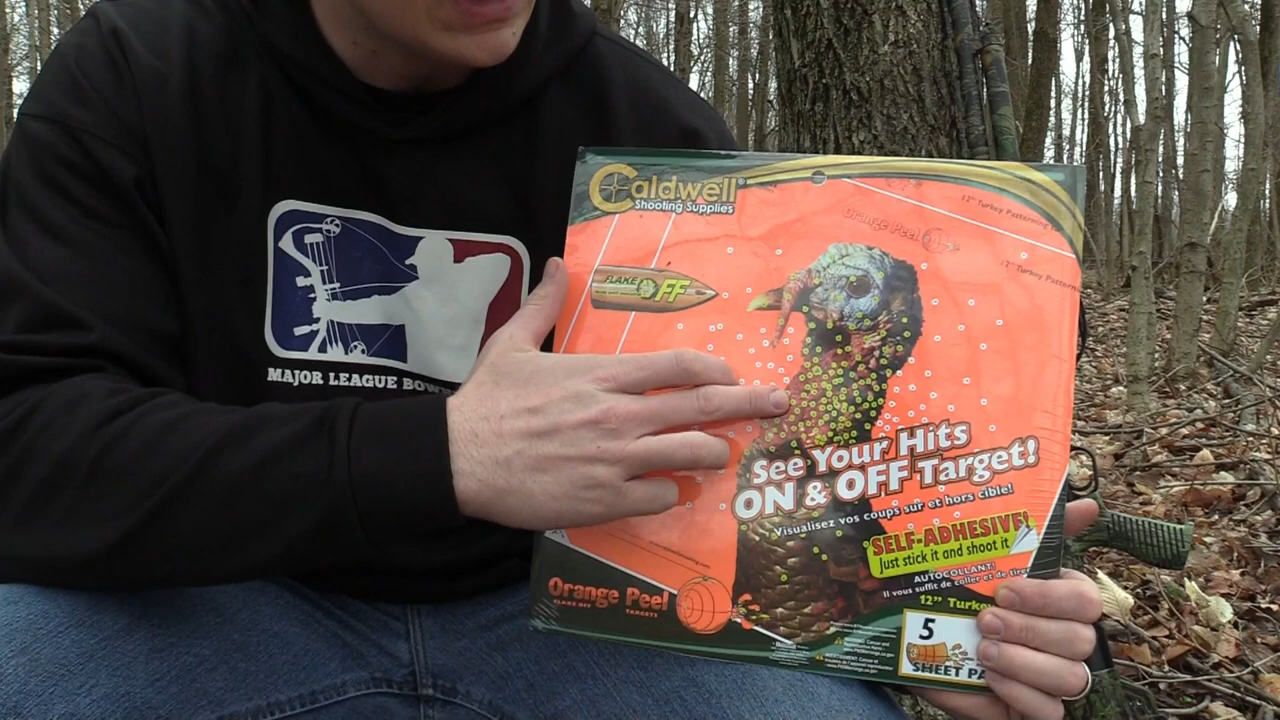 MAJOR LEAGUE BOW
Caldwell®
Shooting Supplies
Orange Peel
12" Turkey Patterning
12" Turkey Pattern
FLAKE OFF
See Your Hits
ON & OFF Target!
Visualisez vos coups sur et hors cible!
SELF-ADHESIVE!
Just stick it and shoot it
AUTOCOLLANT!
Il vous suffit de coller et de tirer
Orange Peel
FLAKE OFF TARGETS
12" Turkey
5
SHEET PA